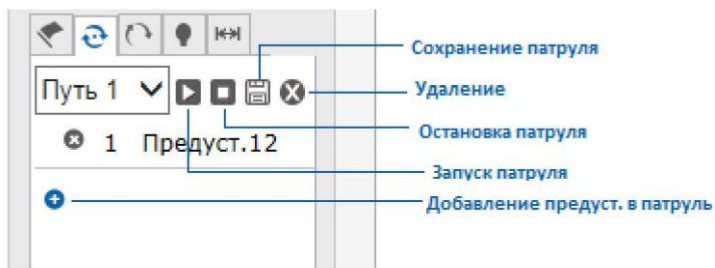 Сохранение патруля
Путь 1
Удаление
1 Предуст.12
Остановка патруля
Запуск патруля
Добавление предуст. в патруль